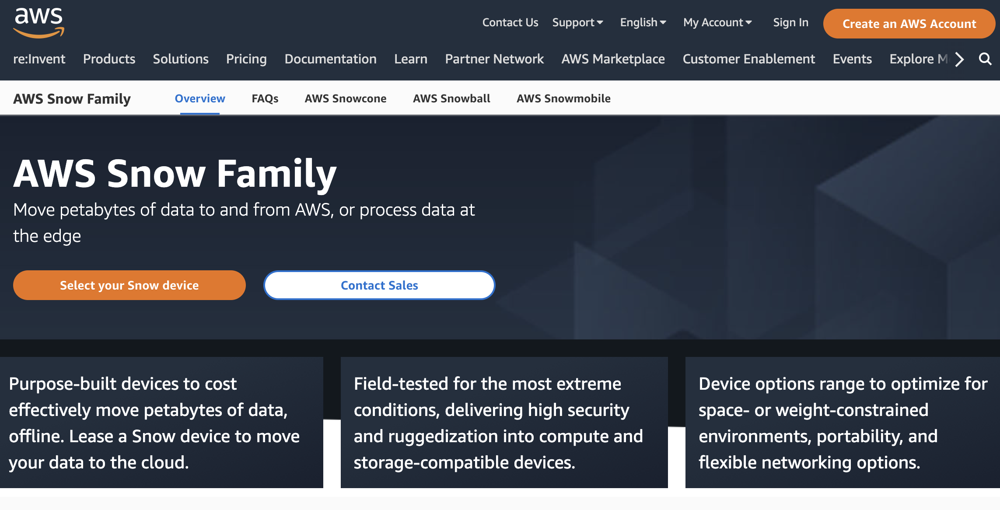 aws
Contact Us Support English My Account Sign In Create an AWS Account
re:Invent Products Solutions Pricing Documentation Learn Partner Network AWS Marketplace Customer Enablement Events Explore
AWS Snow Family Overview FAQs AWS Snowcone AWS Snowball AWS Snowmobile
AWS Snow Family
Move petabytes of data to and from AWS, or process data at
the edge
Select your Snow device Contact Sales
Purpose-built devices to cost
effectively move petabytes of data,
offline. Lease a Snow device to move
your data to the cloud.
Field-tested for the most extreme
conditions, delivering high security
and ruggedization into compute and
storage-compatible devices.
Device options range to optimize for
space- or weight-constrained
environments, portability, and
flexible networking options.